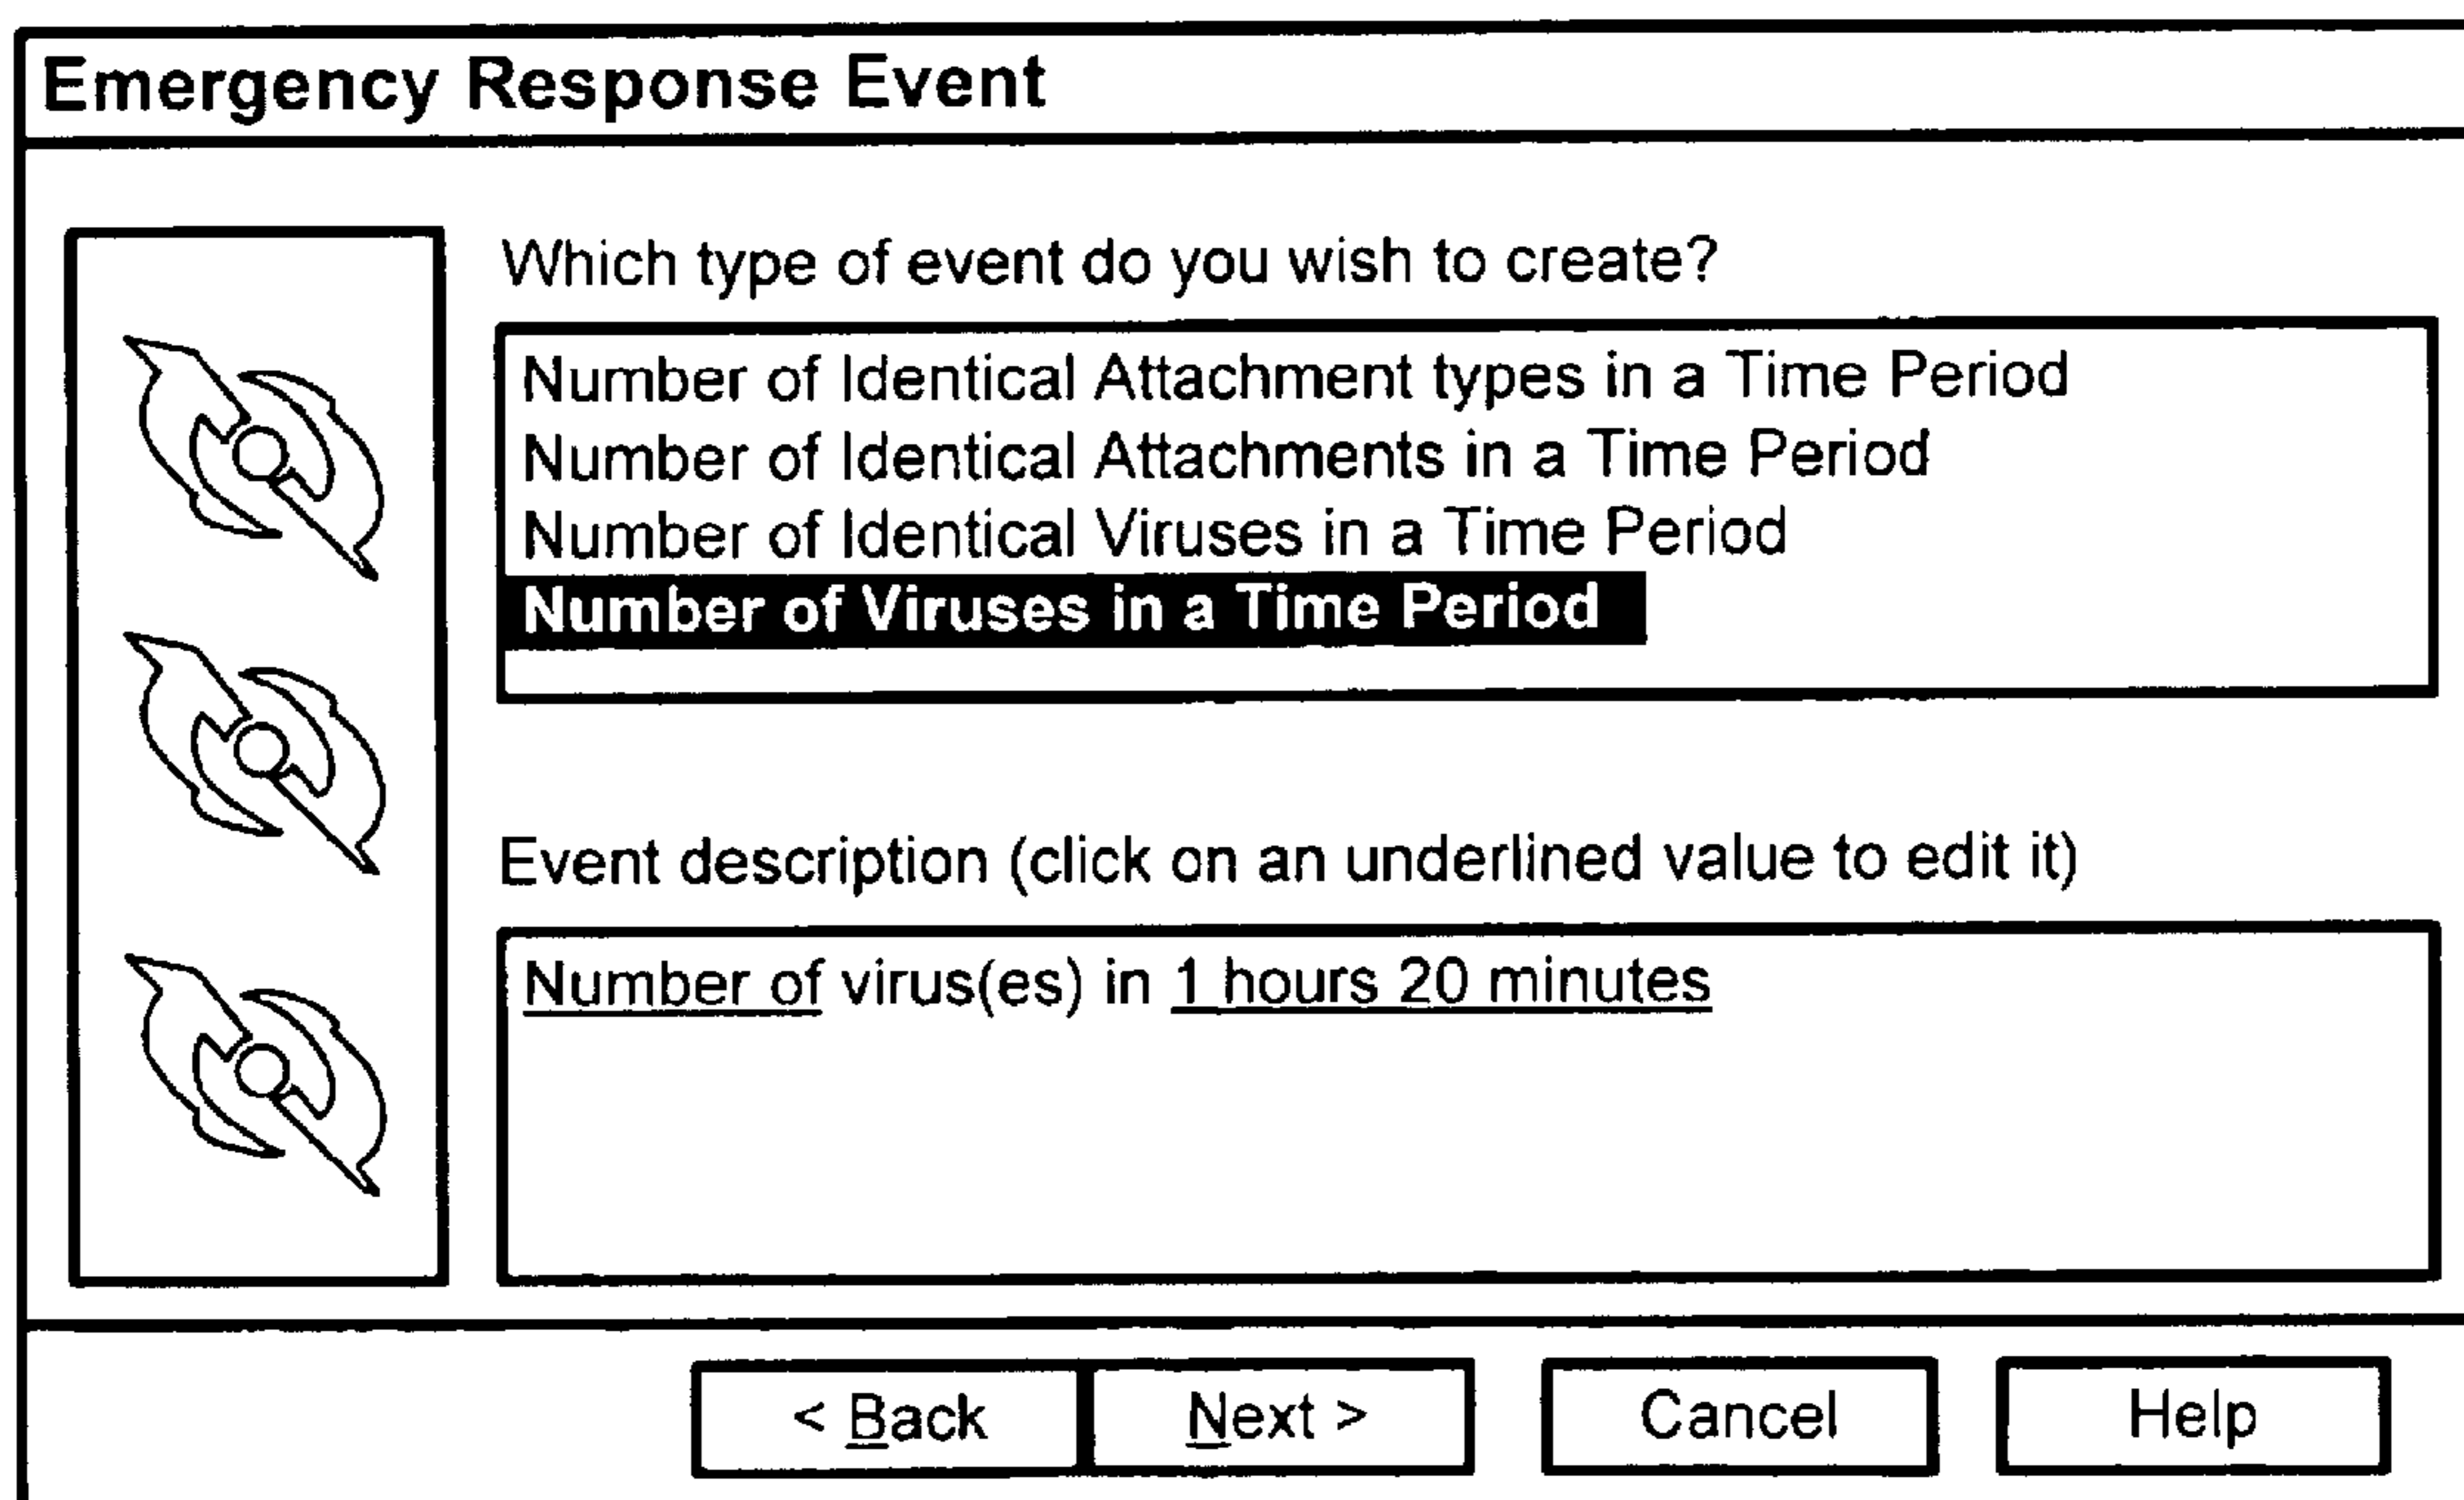 Emergency Response Event
Which type of event do you wish to create?
Number of Identical Attachment types in a Time Period
Number of Identical Attachments in a Time Period
Number of Identical Viruses in a Time Period
Number of Viruses in a Time Period
Event description (click on an underlined value to edit it)
Number of virus(es) in 1 hours 20 minutes
< Back Next > Cancel Help